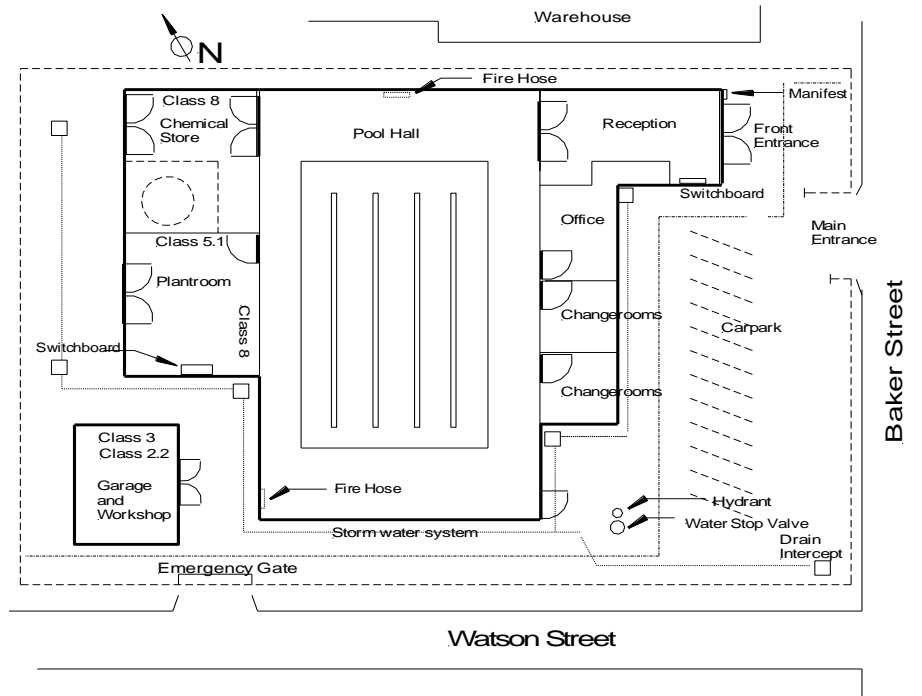 Warehouse
N
Fire Hose
Class 8
Chemical
Store
Pool Hall
Reception
Manifest
Front
Entrance
Switchboard
Main
Entrance
Office
Class 5.1
Plantroom
Class 8
Switchboard
Changerooms
Carpark
Changerooms
Baker Street
Class 3
Class 2.2
Garage
and
Workshop
Fire Hose
Hydrant
Water Stop Valve
Storm water system
Drain
Intercept
Emergency Gate
Watson Street